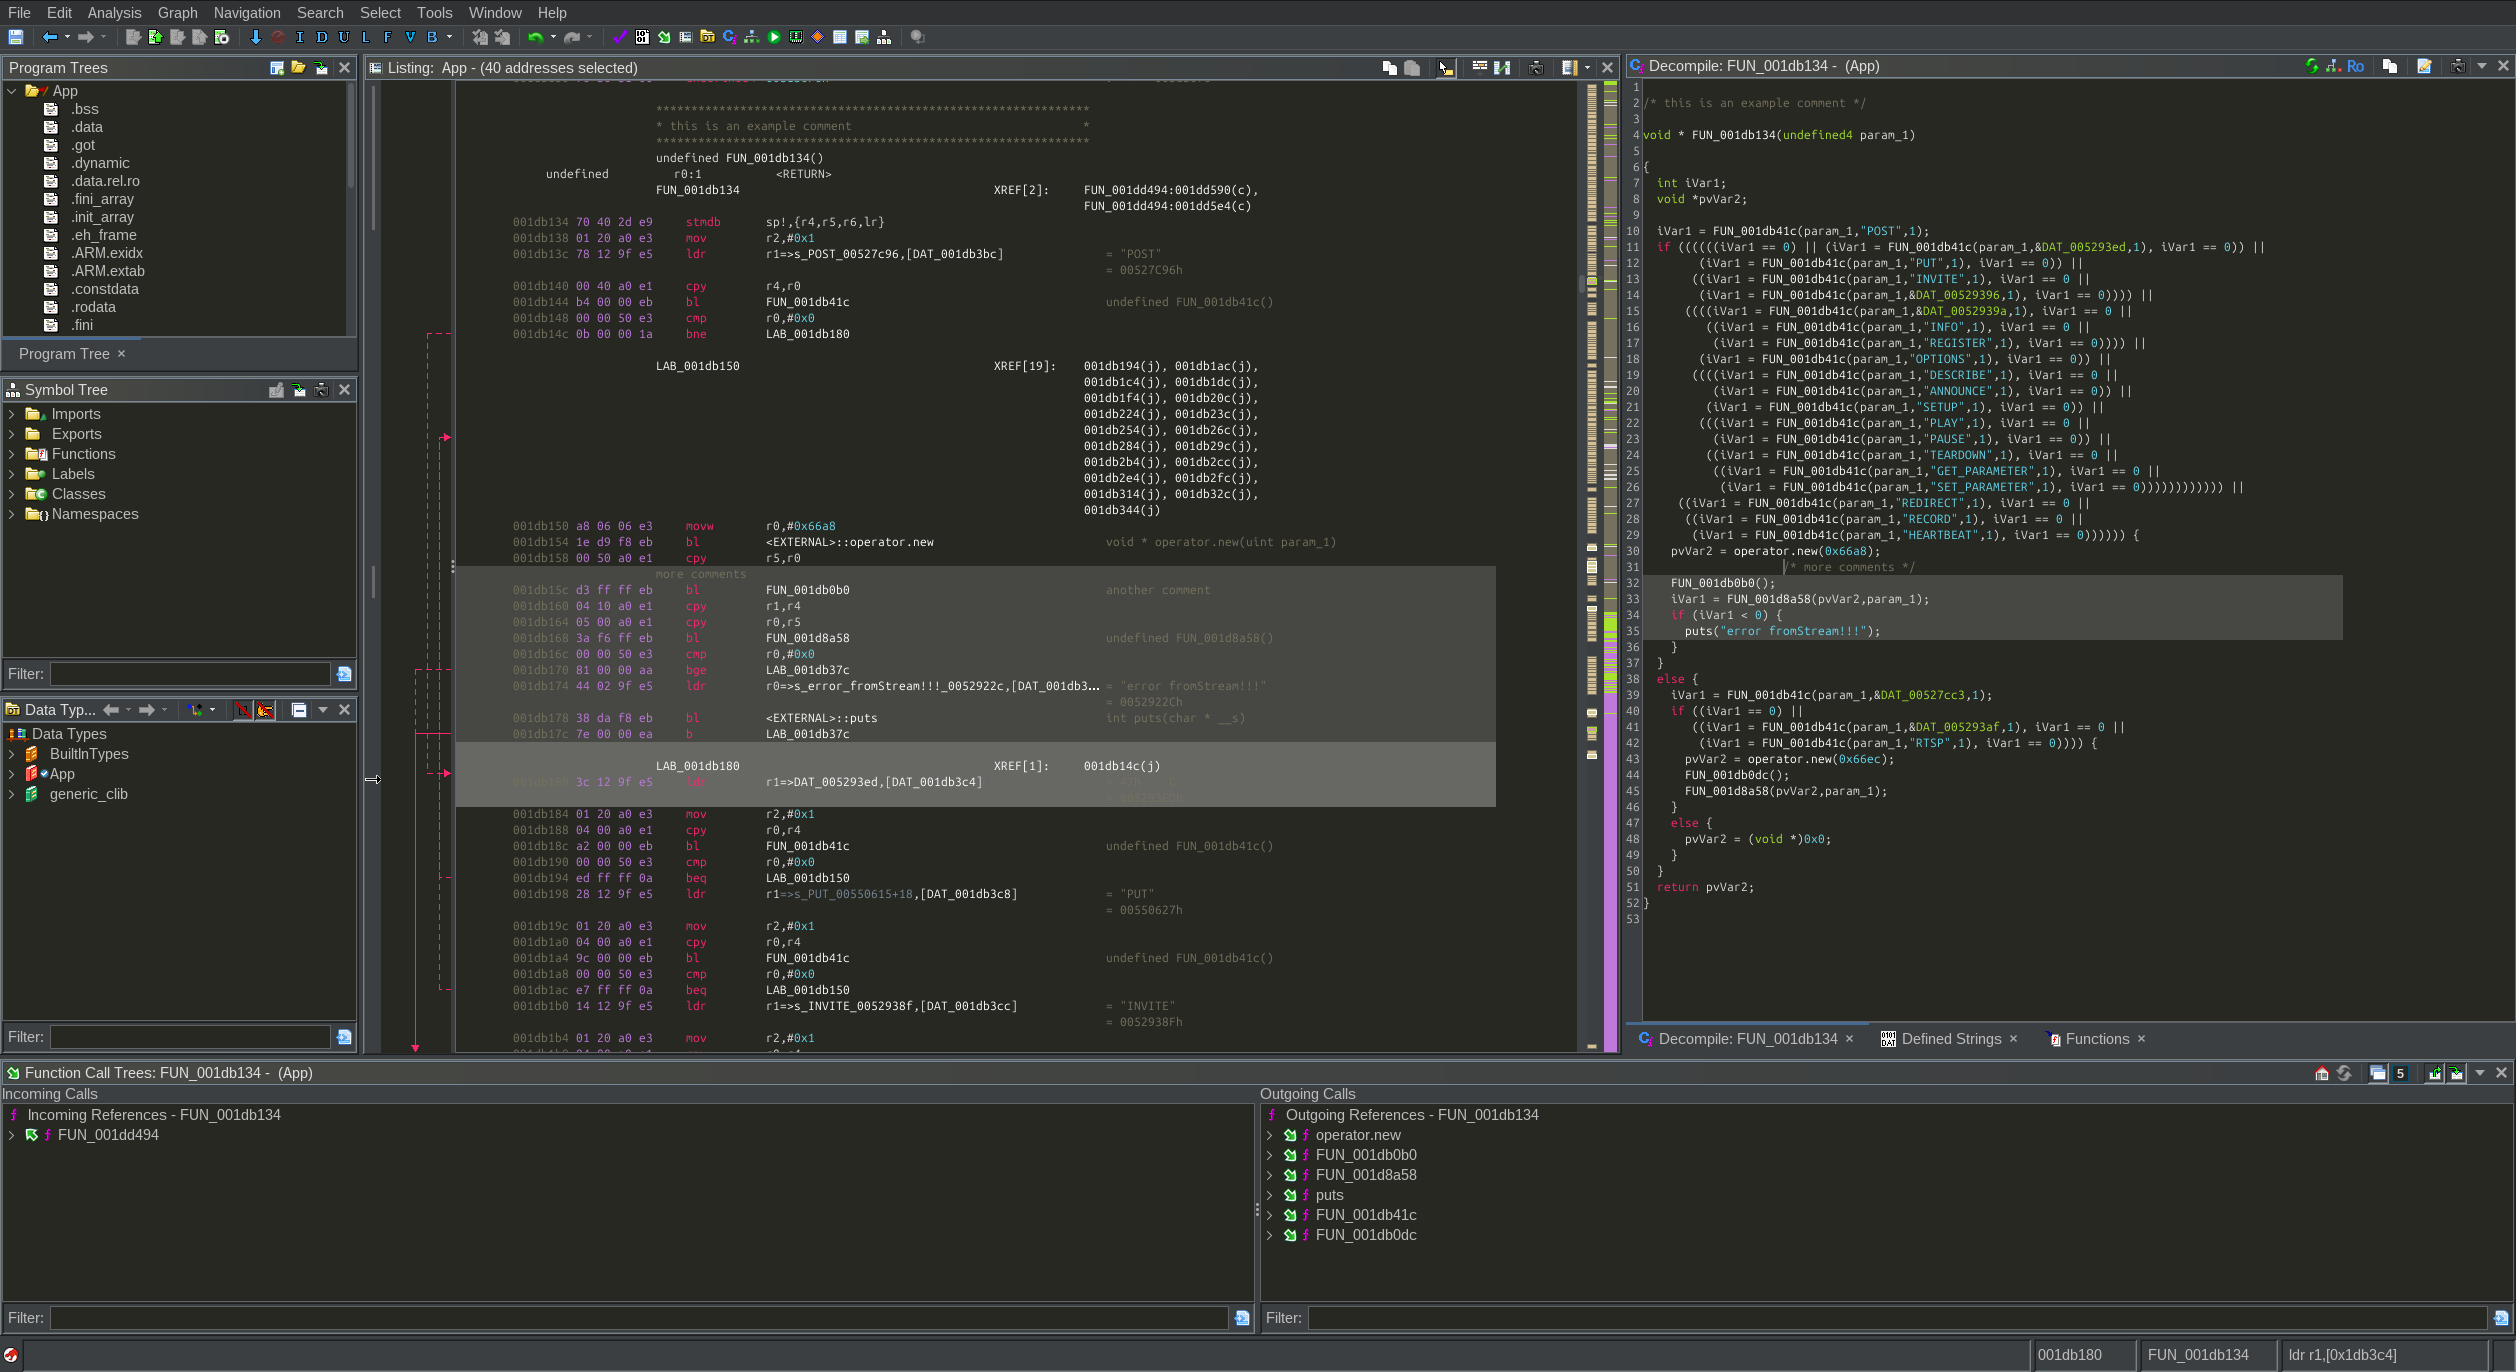 File Edit Analysis Graph Navigation Search Select Tools Window Help
I D U L F V B
Program Trees
App
.bss
.data
.got
.dynamic
.data.rel.ro
.fini_array
.init_array
.eh_frame
.ARM.exidx
.ARM.extab
.constdata
.rodata
.fini
Program Tree ×
Symbol Tree
Imports
Exports
Functions
Labels
Classes
Namespaces
Filter:
Data Typ...
Data Types
BuiltInTypes
App
generic_clib
Filter:
Listing: App - (40 addresses selected)
**************************************************************
* this is an example comment *
**************************************************************
undefined FUN_001db134()
undefined r0:1 <RETURN>
FUN_001db134 XREF[2]: FUN_001dd494:001dd590(c),
FUN_001dd494:001dd5e4(c)
001db134 70 40 2d e9 stmdb sp!,{r4,r5,r6,lr}
001db138 01 20 a0 e3 mov r2,#0x1
001db13c 78 12 9f e5 ldr r1=>s_POST_00527c96,[DAT_001db3bc] = "POST"
= 00527C96h
001db140 00 40 a0 e1 cpy r4,r0
001db144 b4 00 00 eb bl FUN_001db41c undefined FUN_001db41c()
001db148 00 00 50 e3 cmp r0,#0x0
001db14c 0b 00 00 1a bne LAB_001db180
LAB_001db150 XREF[19]: 001db194(j), 001db1ac(j),
001db1c4(j), 001db1dc(j),
001db1f4(j), 001db20c(j),
001db224(j), 001db23c(j),
001db254(j), 001db26c(j),
001db284(j), 001db29c(j),
001db2b4(j), 001db2cc(j),
001db2e4(j), 001db2fc(j),
001db314(j), 001db32c(j),
001db344(j)
001db150 a8 06 06 e3 movw r0,#0x66a8
001db154 1e d9 f8 eb bl <EXTERNAL>::operator.new void * operator.new(uint param_1)
001db158 00 50 a0 e1 cpy r5,r0
more comments
001db15c d3 ff ff eb bl FUN_001db0b0 another comment
001db160 04 10 a0 e1 cpy r1,r4
001db164 05 00 a0 e1 cpy r0,r5
001db168 3a f6 ff eb bl FUN_001d8a58 undefined FUN_001d8a58()
001db16c 00 00 50 e3 cmp r0,#0x0
001db170 81 00 00 aa bge LAB_001db37c
001db174 44 02 9f e5 ldr r0=>s_error_fromStream!!!_0052922c,[DAT_001db3... = "error fromStream!!!"
= 0052922Ch
001db178 38 da f8 eb bl <EXTERNAL>::puts int puts(char * __s)
001db17c 7e 00 00 ea b LAB_001db37c
LAB_001db180 XREF[1]: 001db14c(j)
001db180 3c 12 9f e5 ldr r1=>DAT_005293ed,[DAT_001db3c4]
= 005293EDh
001db184 01 20 a0 e3 mov r2,#0x1
001db188 04 00 a0 e1 cpy r0,r4
001db18c a2 00 00 eb bl FUN_001db41c undefined FUN_001db41c()
001db190 00 00 50 e3 cmp r0,#0x0
001db194 ed ff ff 0a beq LAB_001db150
001db198 28 12 9f e5 ldr r1=>s_PUT_00550615+18,[DAT_001db3c8] = "PUT"
= 00550627h
001db19c 01 20 a0 e3 mov r2,#0x1
001db1a0 04 00 a0 e1 cpy r0,r4
001db1a4 9c 00 00 eb bl FUN_001db41c undefined FUN_001db41c()
001db1a8 00 00 50 e3 cmp r0,#0x0
001db1ac e7 ff ff 0a beq LAB_001db150
001db1b0 14 12 9f e5 ldr r1=>s_INVITE_0052938f,[DAT_001db3cc] = "INVITE"
= 0052938Fh
001db1b4 01 20 a0 e3 mov r2,#0x1
Decompile: FUN_001db134 - (App)
Ro
1
2 /* this is an example comment */
3
4 void * FUN_001db134(undefined4 param_1)
5
6 {
7 int iVar1;
8 void *pvVar2;
9
10 iVar1 = FUN_001db41c(param_1,"POST",1);
11 if ((((((iVar1 == 0) || (iVar1 = FUN_001db41c(param_1,&DAT_005293ed,1), iVar1 == 0)) ||
12 (iVar1 = FUN_001db41c(param_1,"PUT",1), iVar1 == 0)) ||
13 ((iVar1 = FUN_001db41c(param_1,"INVITE",1), iVar1 == 0 ||
14 (iVar1 = FUN_001db41c(param_1,&DAT_00529396,1), iVar1 == 0)))) ||
15 ((((iVar1 = FUN_001db41c(param_1,&DAT_0052939a,1), iVar1 == 0 ||
16 ((iVar1 = FUN_001db41c(param_1,"INFO",1), iVar1 == 0 ||
17 (iVar1 = FUN_001db41c(param_1,"REGISTER",1), iVar1 == 0)))) ||
18 (iVar1 = FUN_001db41c(param_1,"OPTIONS",1), iVar1 == 0)) ||
19 ((((iVar1 = FUN_001db41c(param_1,"DESCRIBE",1), iVar1 == 0 ||
20 (iVar1 = FUN_001db41c(param_1,"ANNOUNCE",1), iVar1 == 0)) ||
21 (iVar1 = FUN_001db41c(param_1,"SETUP",1), iVar1 == 0)) ||
22 (((iVar1 = FUN_001db41c(param_1,"PLAY",1), iVar1 == 0 ||
23 (iVar1 = FUN_001db41c(param_1,"PAUSE",1), iVar1 == 0)) ||
24 ((iVar1 = FUN_001db41c(param_1,"TEARDOWN",1), iVar1 == 0 ||
25 ((iVar1 = FUN_001db41c(param_1,"GET_PARAMETER",1), iVar1 == 0 ||
26 (iVar1 = FUN_001db41c(param_1,"SET_PARAMETER",1), iVar1 == 0)))))))))))) ||
27 ((iVar1 = FUN_001db41c(param_1,"REDIRECT",1), iVar1 == 0 ||
28 ((iVar1 = FUN_001db41c(param_1,"RECORD",1), iVar1 == 0 ||
29 (iVar1 = FUN_001db41c(param_1,"HEARTBEAT",1), iVar1 == 0)))))) {
30 pvVar2 = operator.new(0x66a8);
31 /* more comments */
32 FUN_001db0b0();
33 iVar1 = FUN_001d8a58(pvVar2,param_1);
34 if (iVar1 < 0) {
35 puts("error fromStream!!!");
36 }
37 }
38 else {
39 iVar1 = FUN_001db41c(param_1,&DAT_00527cc3,1);
40 if ((iVar1 == 0) ||
41 ((iVar1 = FUN_001db41c(param_1,&DAT_005293af,1), iVar1 == 0 ||
42 (iVar1 = FUN_001db41c(param_1,"RTSP",1), iVar1 == 0)))) {
43 pvVar2 = operator.new(0x66ec);
44 FUN_001db0dc();
45 FUN_001d8a58(pvVar2,param_1);
46 }
47 else {
48 pvVar2 = (void *)0x0;
49 }
50 }
51 return pvVar2;
52 }
53
Decompile: FUN_001db134 × Defined Strings × Functions ×
Function Call Trees: FUN_001db134 - (App)
5
Incoming Calls
Incoming References - FUN_001db134
FUN_001dd494
Filter:
Outgoing Calls
Outgoing References - FUN_001db134
operator.new
FUN_001db0b0
FUN_001d8a58
puts
FUN_001db41c
FUN_001db0dc
Filter:
001db180 FUN_001db134 ldr r1,[0x1db3c4]